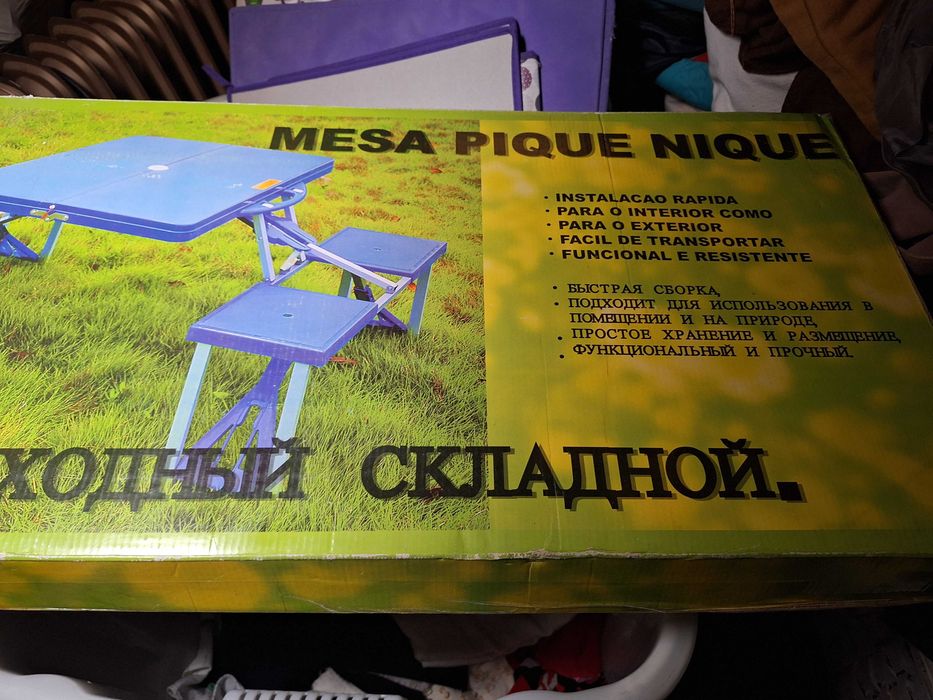 MESA PIQUE NIQUE
· INSTALACAO RAPIDA
· PARA O INTERIOR COMO
· PARA O EXTERIOR
· FACIL DE TRANSPORTAR
· FUNCIONAL E RESISTENTE
· БЫСТРАЯ СБОРКА,
· ПОДХОДИТ ДЛЯ ИСПОЛЬЗОВАНИЯ В
ПОМЕЩЕНИИ И НА ПРИРОДЕ,
· ПРОСТОЕ ХРАНЕНИЕ И РАЗМЕЩЕНИЕ,
· ФУНКЦИОНАЛЬНЫЙ И ПРОЧНЫЙ.
ХОДНЫЙ СКЛАДНОЙ.